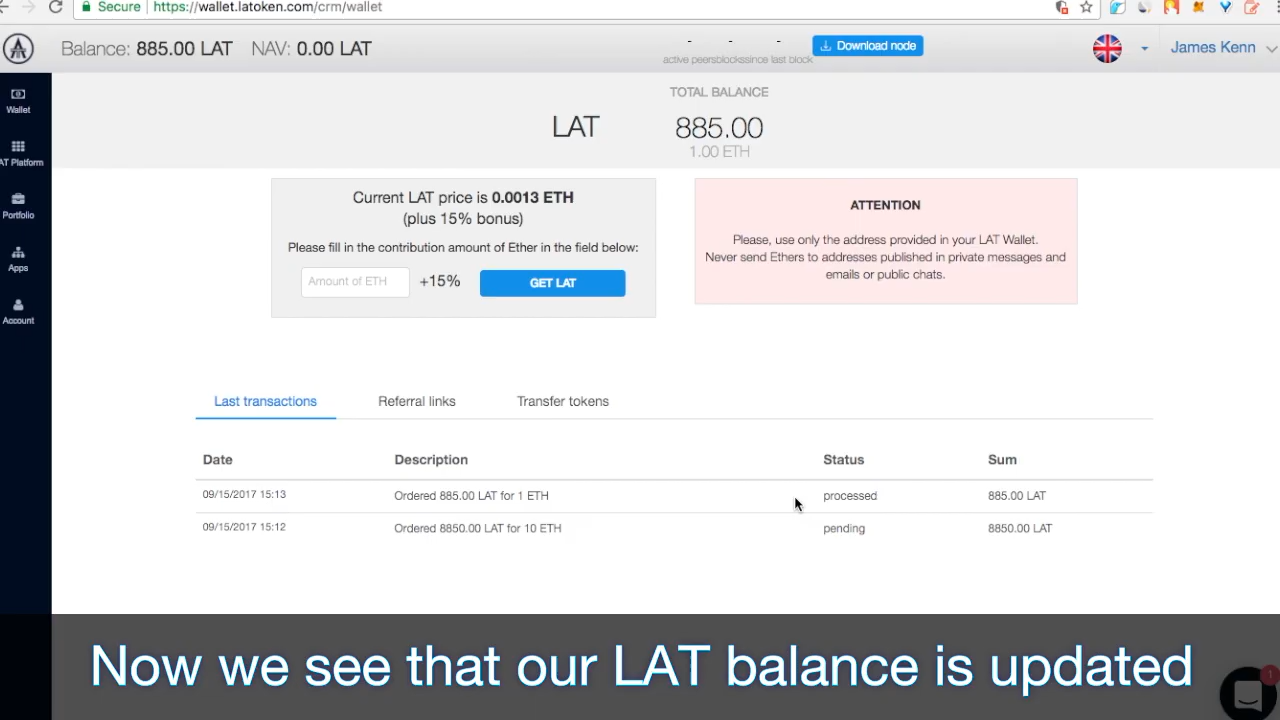 Secure https://wallet.latoken.com/crm/wallet
Balance: 885.00 LAT NAV: 0.00 LAT
- - -
active peersblockssince last block
Download node
James Kenn
Wallet
AT Platform
Portfolio
Apps
Account
TOTAL BALANCE
LAT 885.00
1.00 ETH
Current LAT price is 0.0013 ETH
(plus 15% bonus)
Please fill in the contribution amount of Ether in the field below:
Amount of ETH +15% GET LAT
ATTENTION
Please, use only the address provided in your LAT Wallet.
Never send Ethers to addresses published in private messages and
emails or public chats.
Last transactions Referral links Transfer tokens
Date Description Status Sum
09/15/2017 15:13 Ordered 885.00 LAT for 1 ETH processed 885.00 LAT
09/15/2017 15:12 Ordered 8850.00 LAT for 10 ETH pending 8850.00 LAT
Now we see that our LAT balance is updated
1